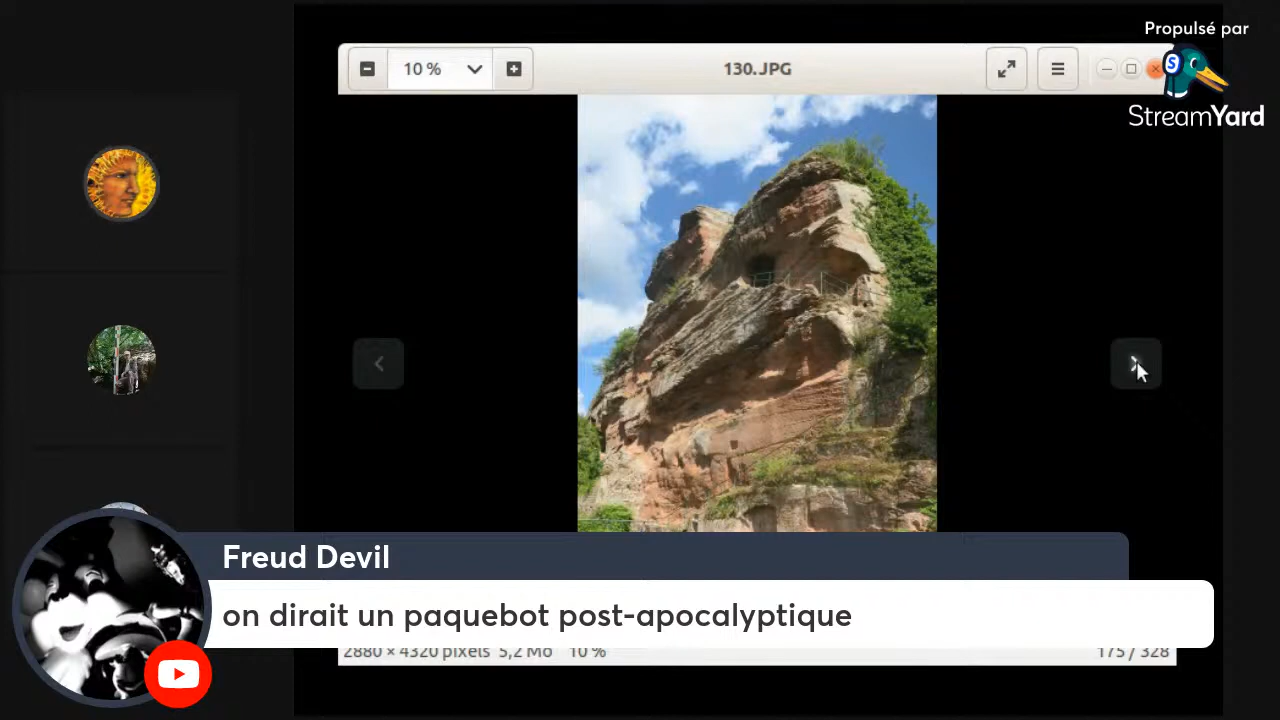 Propulsé par
StreamYard
10 %
130.JPG
Freud Devil
on dirait un paquebot post-apocalyptique
2880 × 4320 pixels 5,2 Mo 10 %
175 / 328